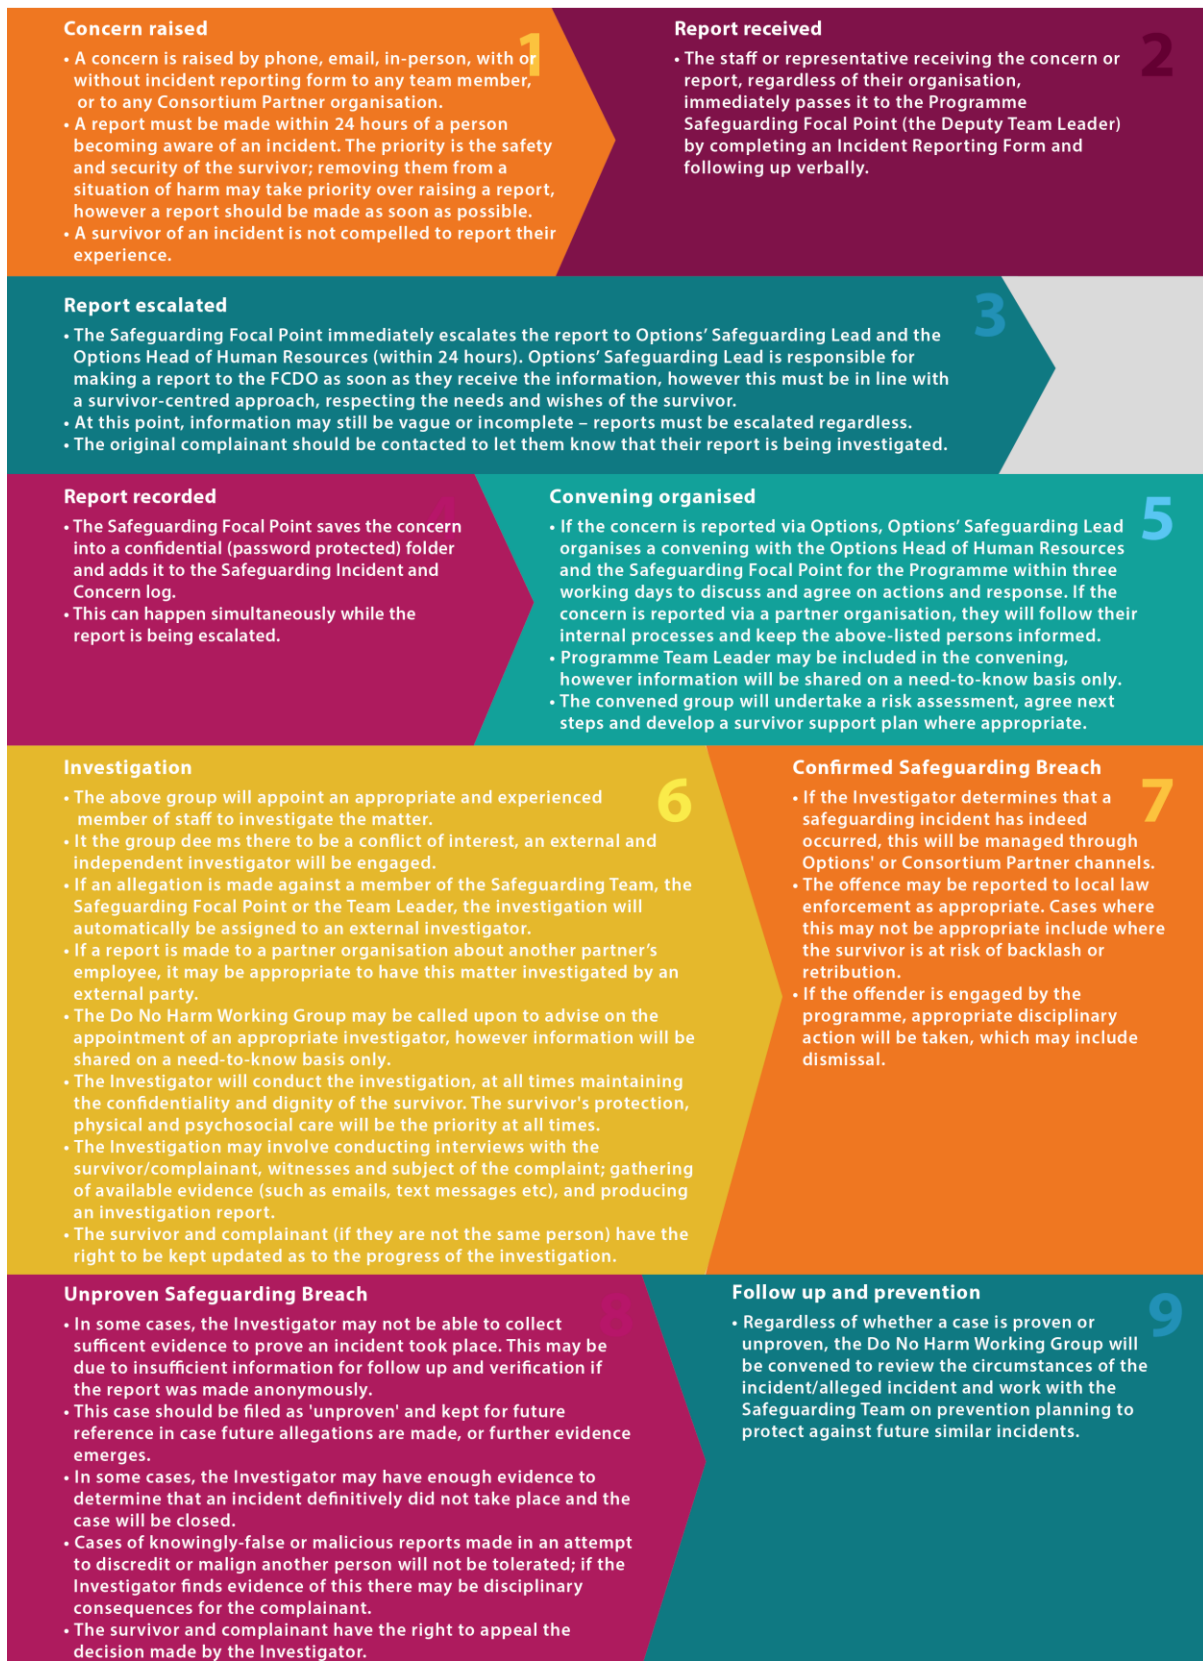 Concern raised
1
• A concern is raised by phone, email, in-person, with or
without incident reporting form to any team member,
or to any Consortium Partner organisation.
• A report must be made within 24 hours of a person
becoming aware of an incident. The priority is the safety
and security of the survivor; removing them from a
situation of harm may take priority over raising a report,
however a report should be made as soon as possible.
• A survivor of an incident is not compelled to report their
experience.
Report received
2
• The staff or representative receiving the concern or
report, regardless of their organisation,
immediately passes it to the Programme
Safeguarding Focal Point (the Deputy Team Leader)
by completing an Incident Reporting Form and
following up verbally.
Report escalated
3
• The Safeguarding Focal Point immediately escalates the report to Options’ Safeguarding Lead and the
Options Head of Human Resources (within 24 hours). Options’ Safeguarding Lead is responsible for
making a report to the FCDO as soon as they receive the information, however this must be in line with
a survivor-centred approach, respecting the needs and wishes of the survivor.
• At this point, information may still be vague or incomplete – reports must be escalated regardless.
• The original complainant should be contacted to let them know that their report is being investigated.
Report recorded
4
• The Safeguarding Focal Point saves the concern
into a confidential (password protected) folder
and adds it to the Safeguarding Incident and
Concern log.
• This can happen simultaneously while the
report is being escalated.
Convening organised
5
• If the concern is reported via Options, Options’ Safeguarding Lead
organises a convening with the Options Head of Human Resources
and the Safeguarding Focal Point for the Programme within three
working days to discuss and agree on actions and response. If the
concern is reported via a partner organisation, they will follow their
internal processes and keep the above-listed persons informed.
• Programme Team Leader may be included in the convening,
however information will be shared on a need-to-know basis only.
• The convened group will undertake a risk assessment, agree next
steps and develop a survivor support plan where appropriate.
Investigation
6
• The above group will appoint an appropriate and experienced
member of staff to investigate the matter.
• It the group dee ms there to be a conflict of interest, an external and
independent investigator will be engaged.
• If an allegation is made against a member of the Safeguarding Team, the
Safeguarding Focal Point or the Team Leader, the investigation will
automatically be assigned to an external investigator.
• If a report is made to a partner organisation about another partner’s
employee, it may be appropriate to have this matter investigated by an
external party.
• The Do No Harm Working Group may be called upon to advise on the
appointment of an appropriate investigator, however information will be
shared on a need-to-know basis only.
• The Investigator will conduct the investigation, at all times maintaining
the confidentiality and dignity of the survivor. The survivor's protection,
physical and psychosocial care will be the priority at all times.
• The Investigation may involve conducting interviews with the
survivor/complainant, witnesses and subject of the complaint; gathering
of available evidence (such as emails, text messages etc), and producing
an investigation report.
• The survivor and complainant (if they are not the same person) have the
right to be kept updated as to the progress of the investigation.
Confirmed Safeguarding Breach
7
• If the Investigator determines that a
safeguarding incident has indeed
occurred, this will be managed through
Options' or Consortium Partner channels.
• The offence may be reported to local law
enforcement as appropriate. Cases where
this may not be appropriate include where
the survivor is at risk of backlash or
retribution.
• If the offender is engaged by the
programme, appropriate disciplinary
action will be taken, which may include
dismissal.
Unproven Safeguarding Breach
8
• In some cases, the Investigator may not be able to collect
sufficent evidence to prove an incident took place. This may be
due to insufficient information for follow up and verification if
the report was made anonymously.
• This case should be filed as 'unproven' and kept for future
reference in case future allegations are made, or further evidence
emerges.
• In some cases, the Investigator may have enough evidence to
determine that an incident definitively did not take place and the
case will be closed.
• Cases of knowingly-false or malicious reports made in an attempt
to discredit or malign another person will not be tolerated; if the
Investigator finds evidence of this there may be disciplinary
consequences for the complainant.
• The survivor and complainant have the right to appeal the
decision made by the Investigator.
Follow up and prevention
9
• Regardless of whether a case is proven or
unproven, the Do No Harm Working Group will
be convened to review the circumstances of the
incident/alleged incident and work with the
Safeguarding Team on prevention planning to
protect against future similar incidents.